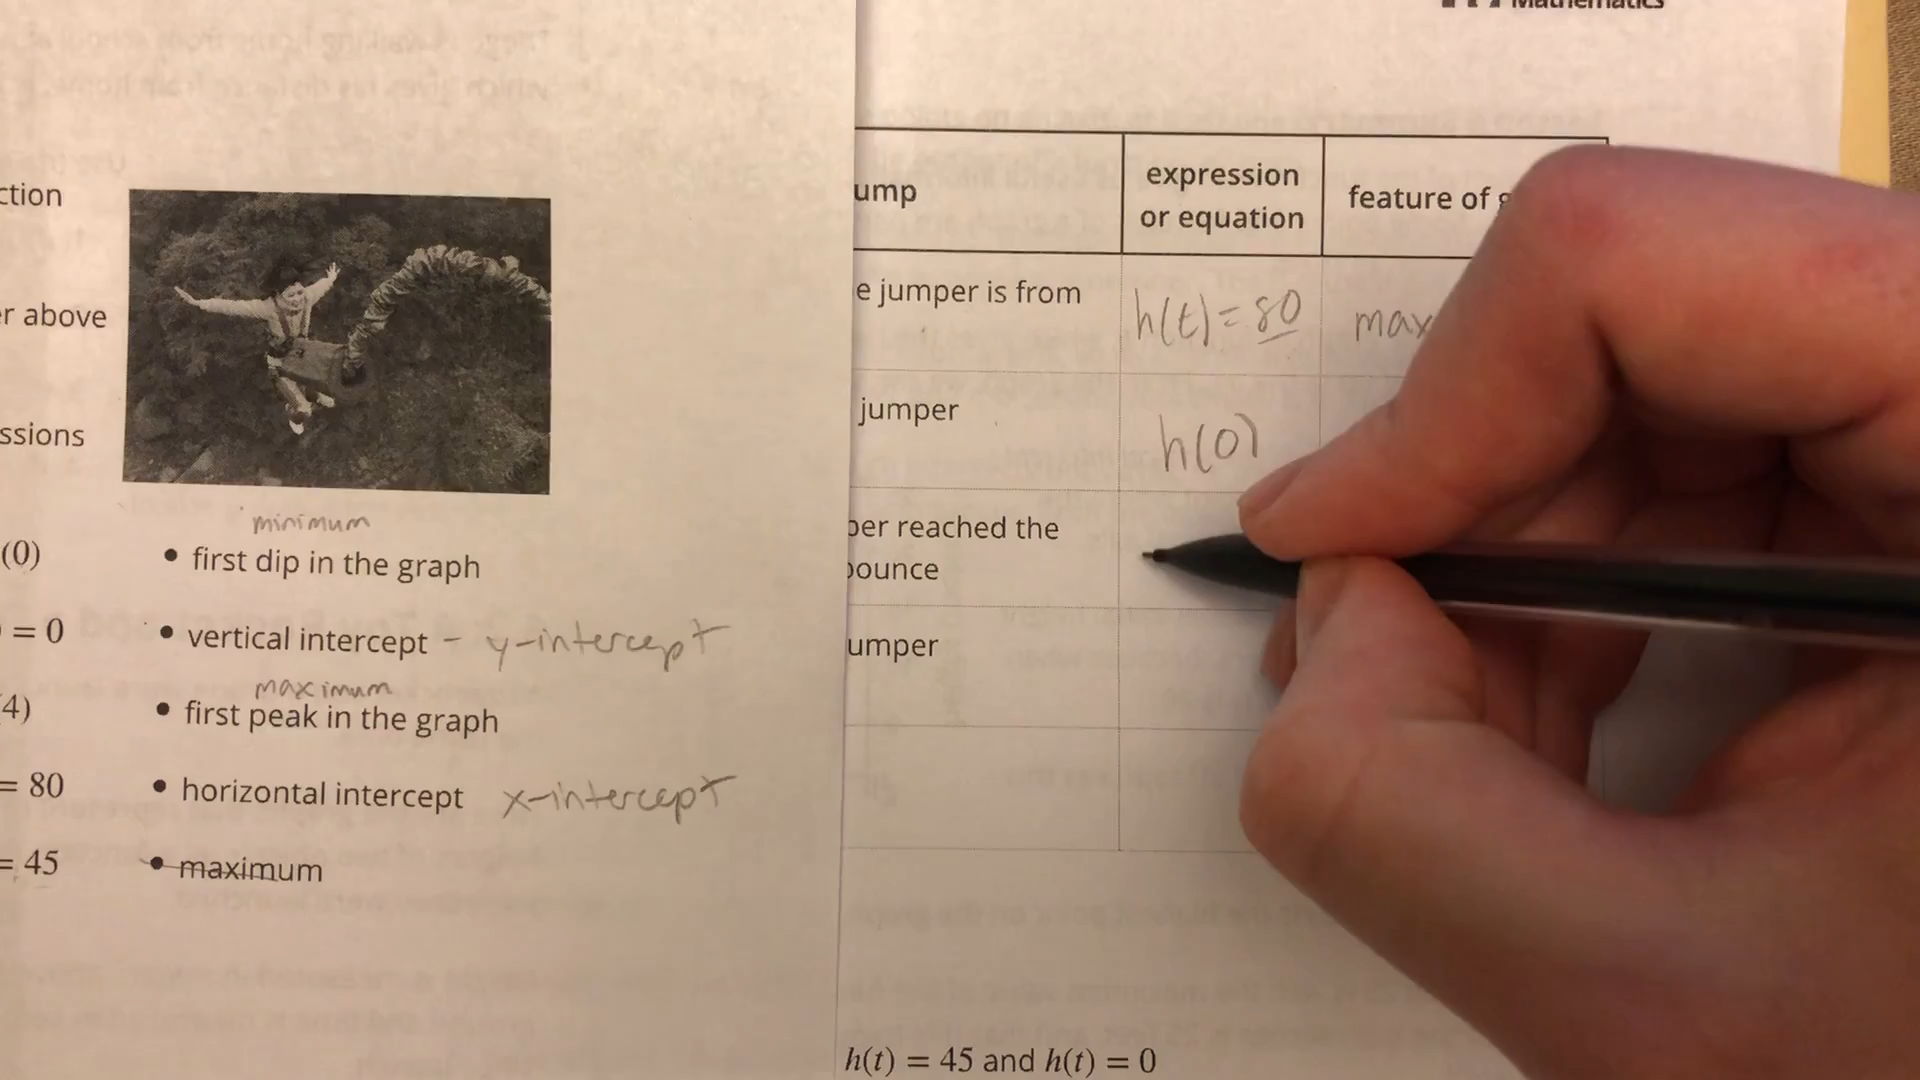 ction
er above
ssions
minimum
(0)
• first dip in the graph
= 0
• vertical intercept - y-intercept
maximum
4)
• first peak in the graph
= 80
• horizontal intercept x-intercept
= 45
• maximum
Mathematics
ump
expression
or equation
feature of g
e jumper is from
h(t) = 80
max
jumper
h(0)
per reached the
bounce
umper
h(t) = 45 and h(t) = 0